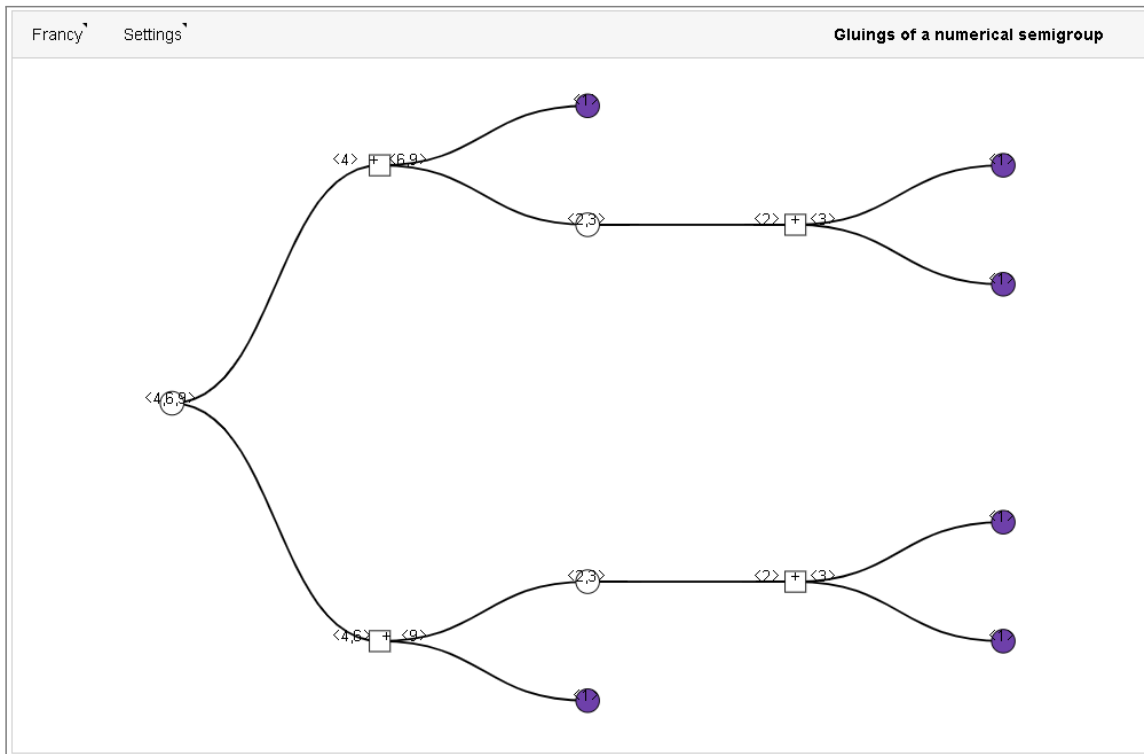 Francy Settings Gluings of a numerical semigroup
<1>
<4> + <6,9>
<1>
<2,3>
<2> + <3>
<1>
<4,6,9>
<1>
<2,3>
<2> + <3>
<4,6> + <9>
<1>
<1>